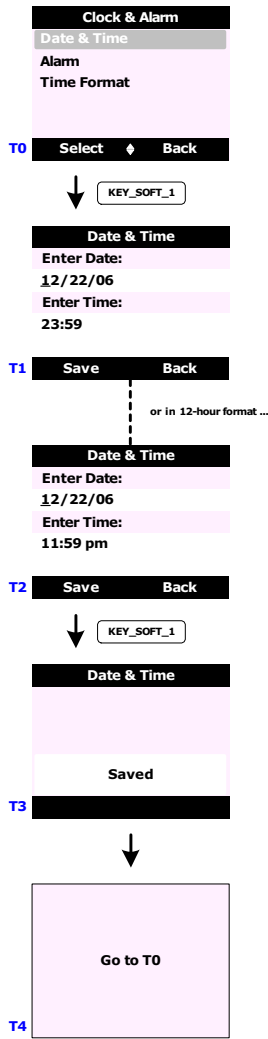 Clock & Alarm
Date & Time
Alarm
Time Format
T0 Select Back
KEY_SOFT_1
Date & Time
Enter Date:
12/22/06
Enter Time:
23:59
T1 Save Back
or in 12-hour format ...
Date & Time
Enter Date:
12/22/06
Enter Time:
11:59 pm
T2 Save Back
KEY_SOFT_1
Date & Time
Saved
T3
Go to T0
T4